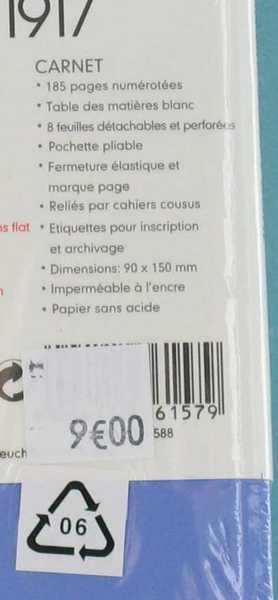 1917
CARNET
• 185 pages numérotées
• Table des matières blanc
• 8 feuilles détachables et perforées
• Pochette pliable
• Fermeture élastique et
marque page
• Reliés par cahiers cousus
flat
• Etiquettes pour inscription
et archivage
• Dimensions: 90 x 150 mm
• Imperméable à l'encre
• Papier sans acide
61579
9€00
588
06